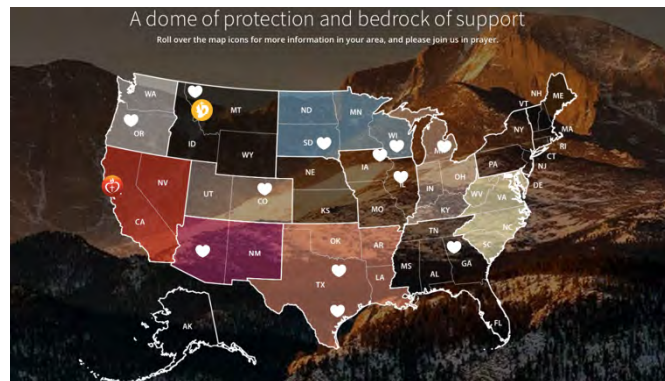 A dome of protection and bedrock of support
Roll over the map icons for more information in your area, and please join us in prayer.
WA
MT
ND
MN
OR
ID
SD
WI
WY
NH
ME
VT
NY
MA
RI
CT
PA
NJ
NE
IA
OH
DE
NV
UT
CO
IN
WV
VA
CA
KS
MO
KY
NC
NM
OK
AR
TN
SC
TX
LA
MS
AL
GA
FL
AK